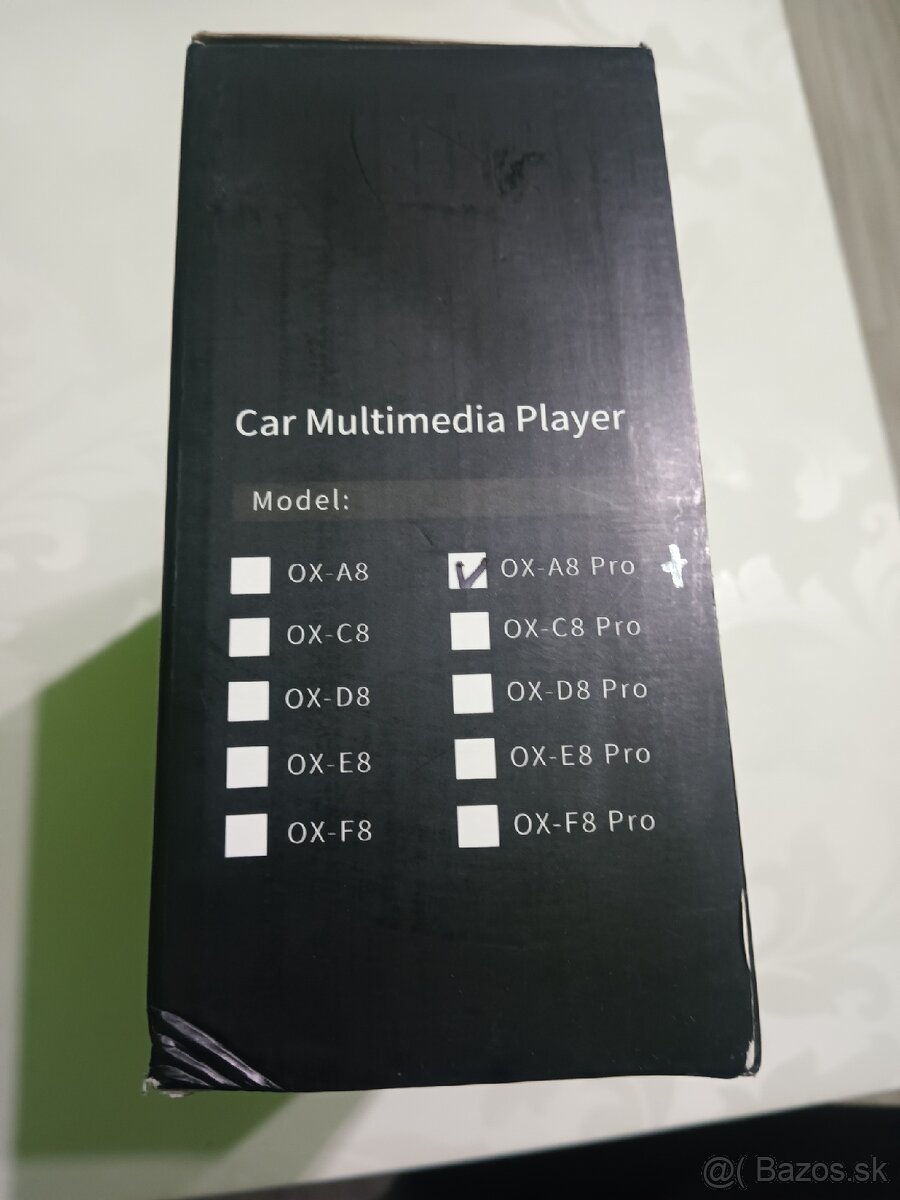 Car Multimedia Player
Model:
OX-A8
OX-A8 Pro +
OX-C8
OX-C8 Pro
OX-D8
OX-D8 Pro
OX-E8
OX-E8 Pro
OX-F8
OX-F8 Pro
@( Bazos.sk